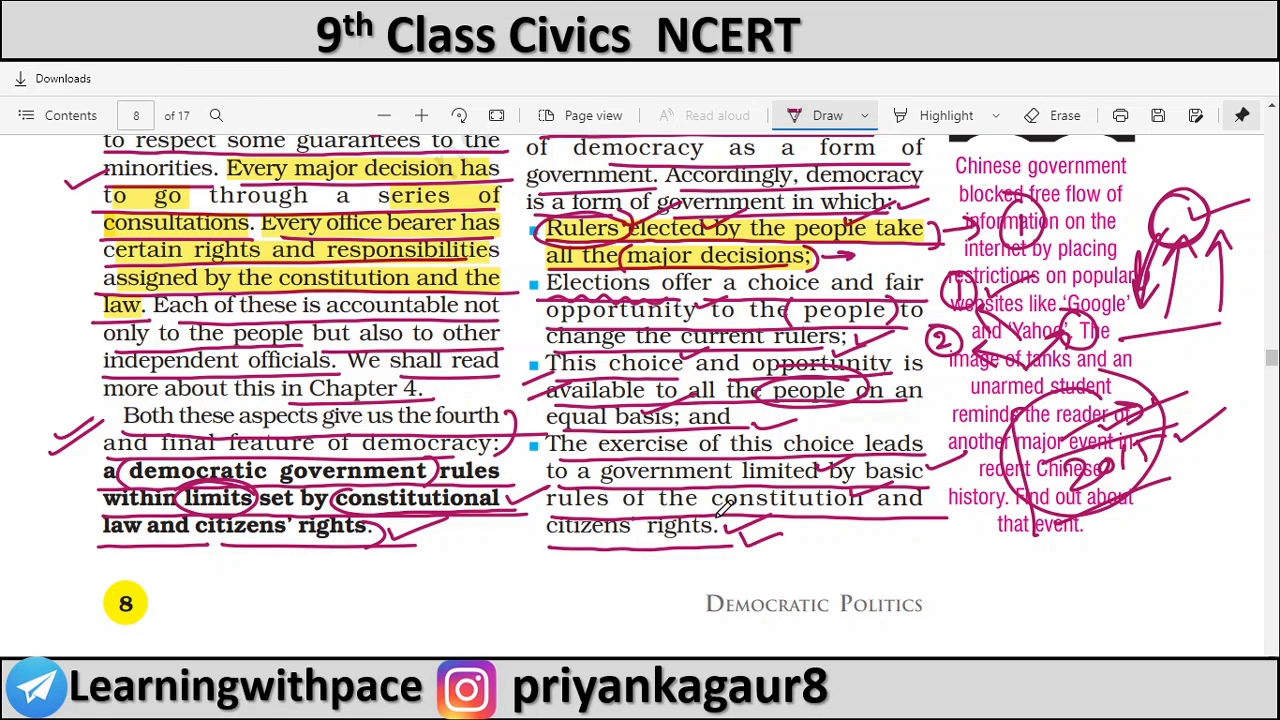 9th Class Civics NCERT
Downloads
Contents 8 of 17 Page view Read aloud Draw Highlight Erase
to respect some guarantees to the
minorities. Every major decision has
to go through a series of
consultations. Every office bearer has
certain rights and responsibilities
assigned by the constitution and the
law. Each of these is accountable not
only to the people but also to other
independent officials. We shall read
more about this in Chapter 4.
Both these aspects give us the fourth
and final feature of democracy:
a democratic government rules
within limits set by constitutional
law and citizens' rights.
of democracy as a form of
government. Accordingly, democracy
is a form of government in which:
Rulers elected by the people take
all the major decisions;
Elections offer a choice and fair
opportunity to the people to
change the current rulers;
This choice and opportunity is
available to all the people on an
equal basis; and
The exercise of this choice leads
to a government limited by basic
rules of the constitution and
citizens' rights.
Chinese government
blocked free flow of
information on the
internet by placing
restrictions on popular
websites like 'Google'
and 'Yahoo'. The
image of tanks and an
unarmed student
reminds the reader of
another major event in
recent Chinese
history. Find out about
that event.
1
1
2
8
DEMOCRATIC POLITICS
Learningwithpace priyankagaur8